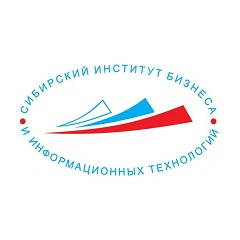 СИБИРСКИЙ ИНСТИТУТ БИЗНЕСА
И ИНФОРМАЦИОННЫХ ТЕХНОЛОГИЙ